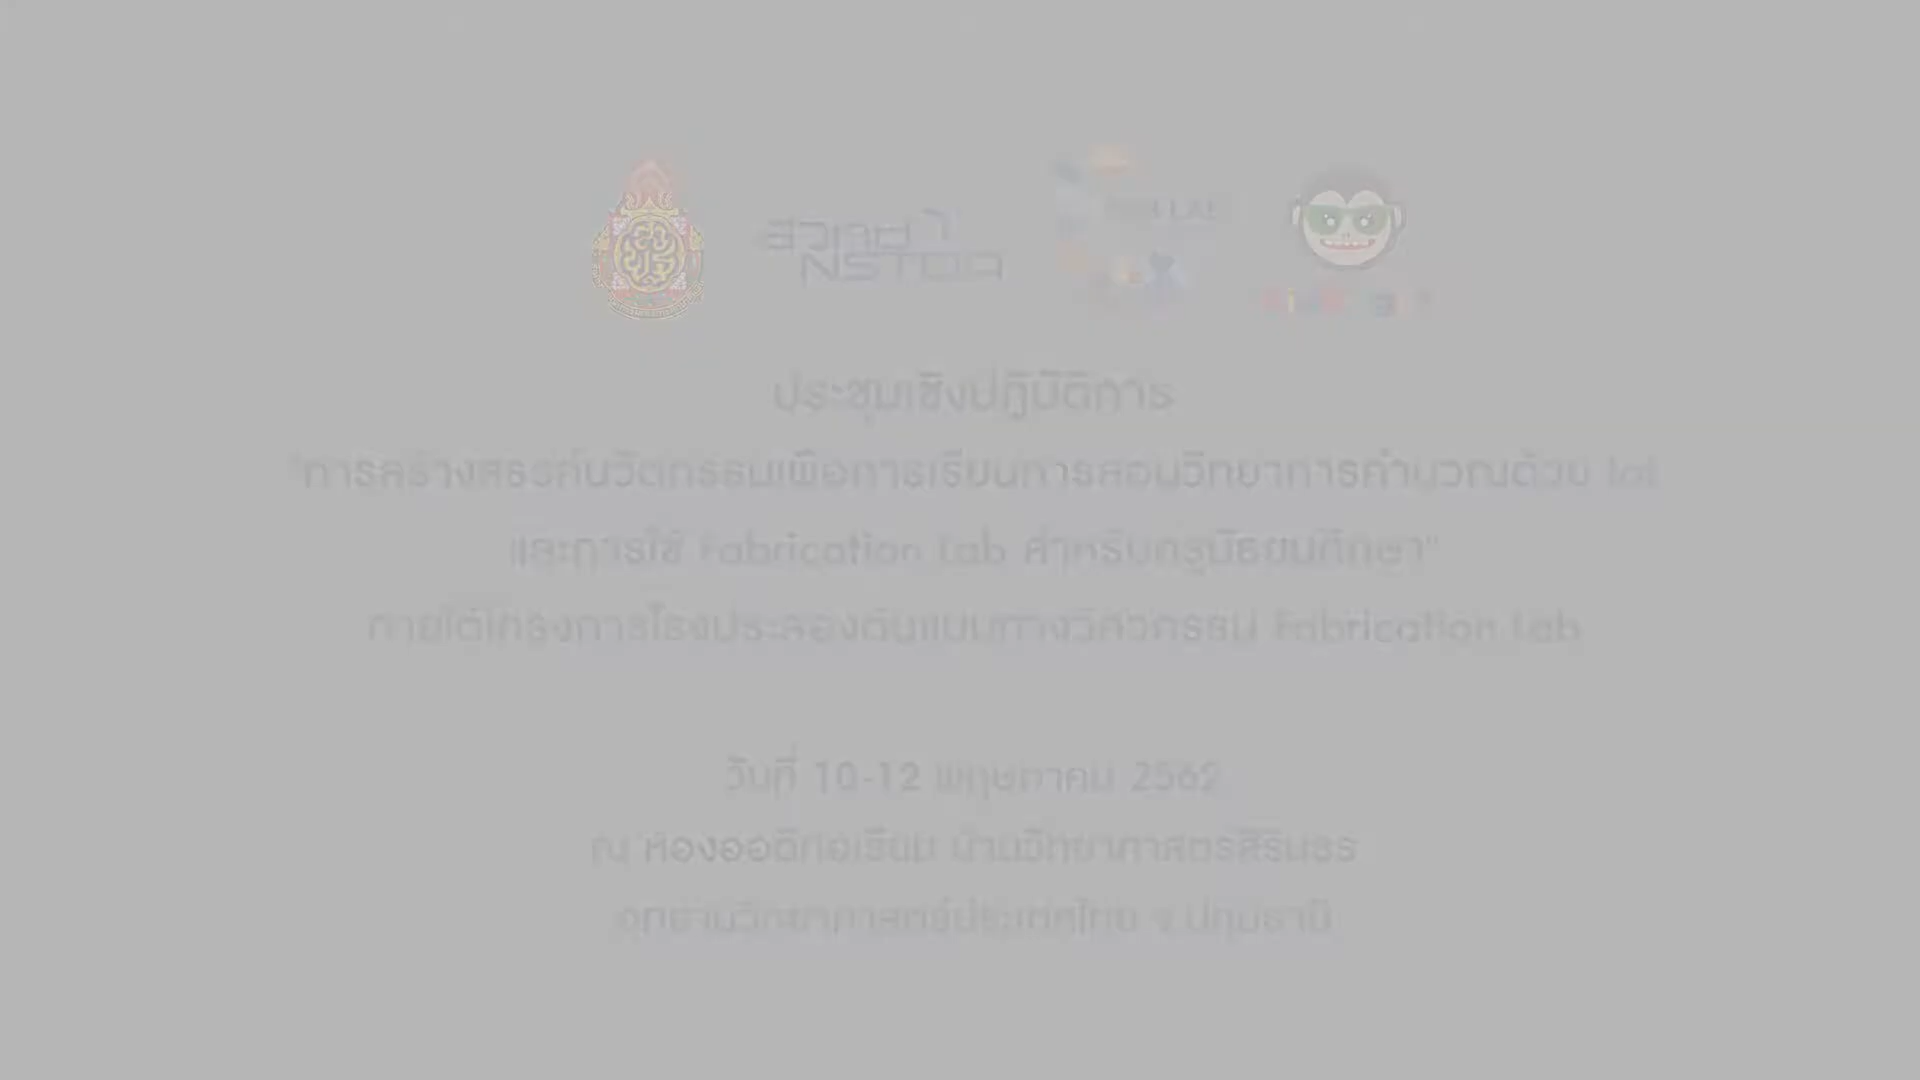 สวทช
NSTDA
FAB LAB
KidBright
ประชุมเชิงปฏิบัติการ
"การสร้างสรรค์นวัตกรรมเพื่อการเรียนการสอนวิทยาการคำนวณด้วย IoT
และการใช้ Fabrication Lab สำหรับครูมัธยมศึกษา"
ภายใต้โครงการโรงประลองต้นแบบทางวิศวกรรม Fabrication Lab
วันที่ 10-12 พฤษภาคม 2562
ณ ห้องออดิทอเรียม บ้านวิทยาศาสตร์สิรินธร
อุทยานวิทยาศาสตร์ประเทศไทย จ.ปทุมธานี